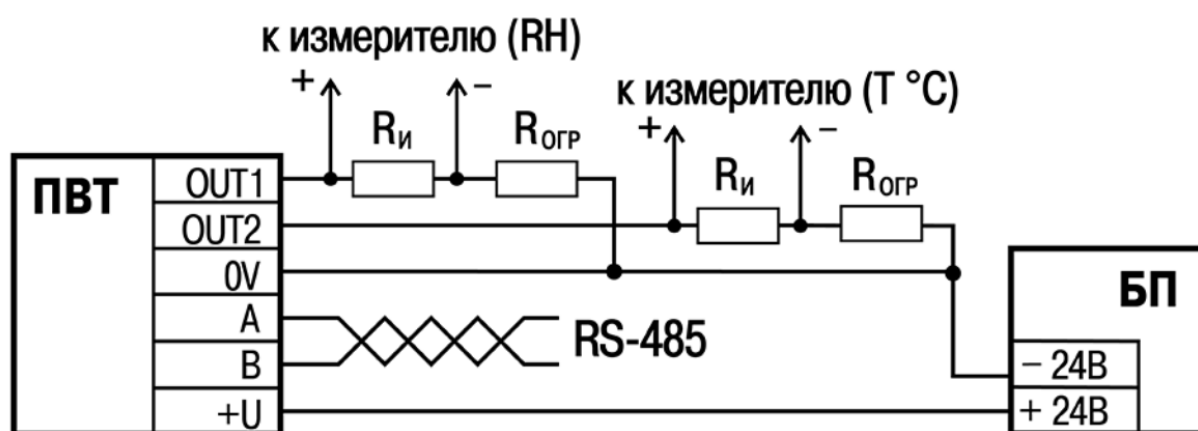 к измерителю (RH)
+ −
к измерителю (T °C)
+ −
Rи Rогр
Rи Rогр
ПВТ
OUT1
OUT2
0V
A
B
+U
RS-485
БП
− 24В
+ 24В